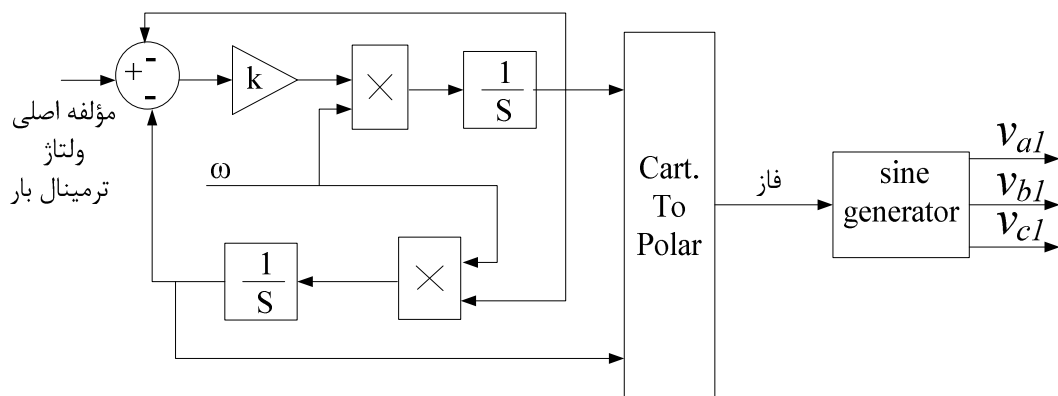 +
-
-
k
×
1
S
مؤلفه اصلی
ولتاژ
ترمینال بار
ω
1
S
×
Cart.
To
Polar
فاز
sine
generator
va1
vb1
vc1